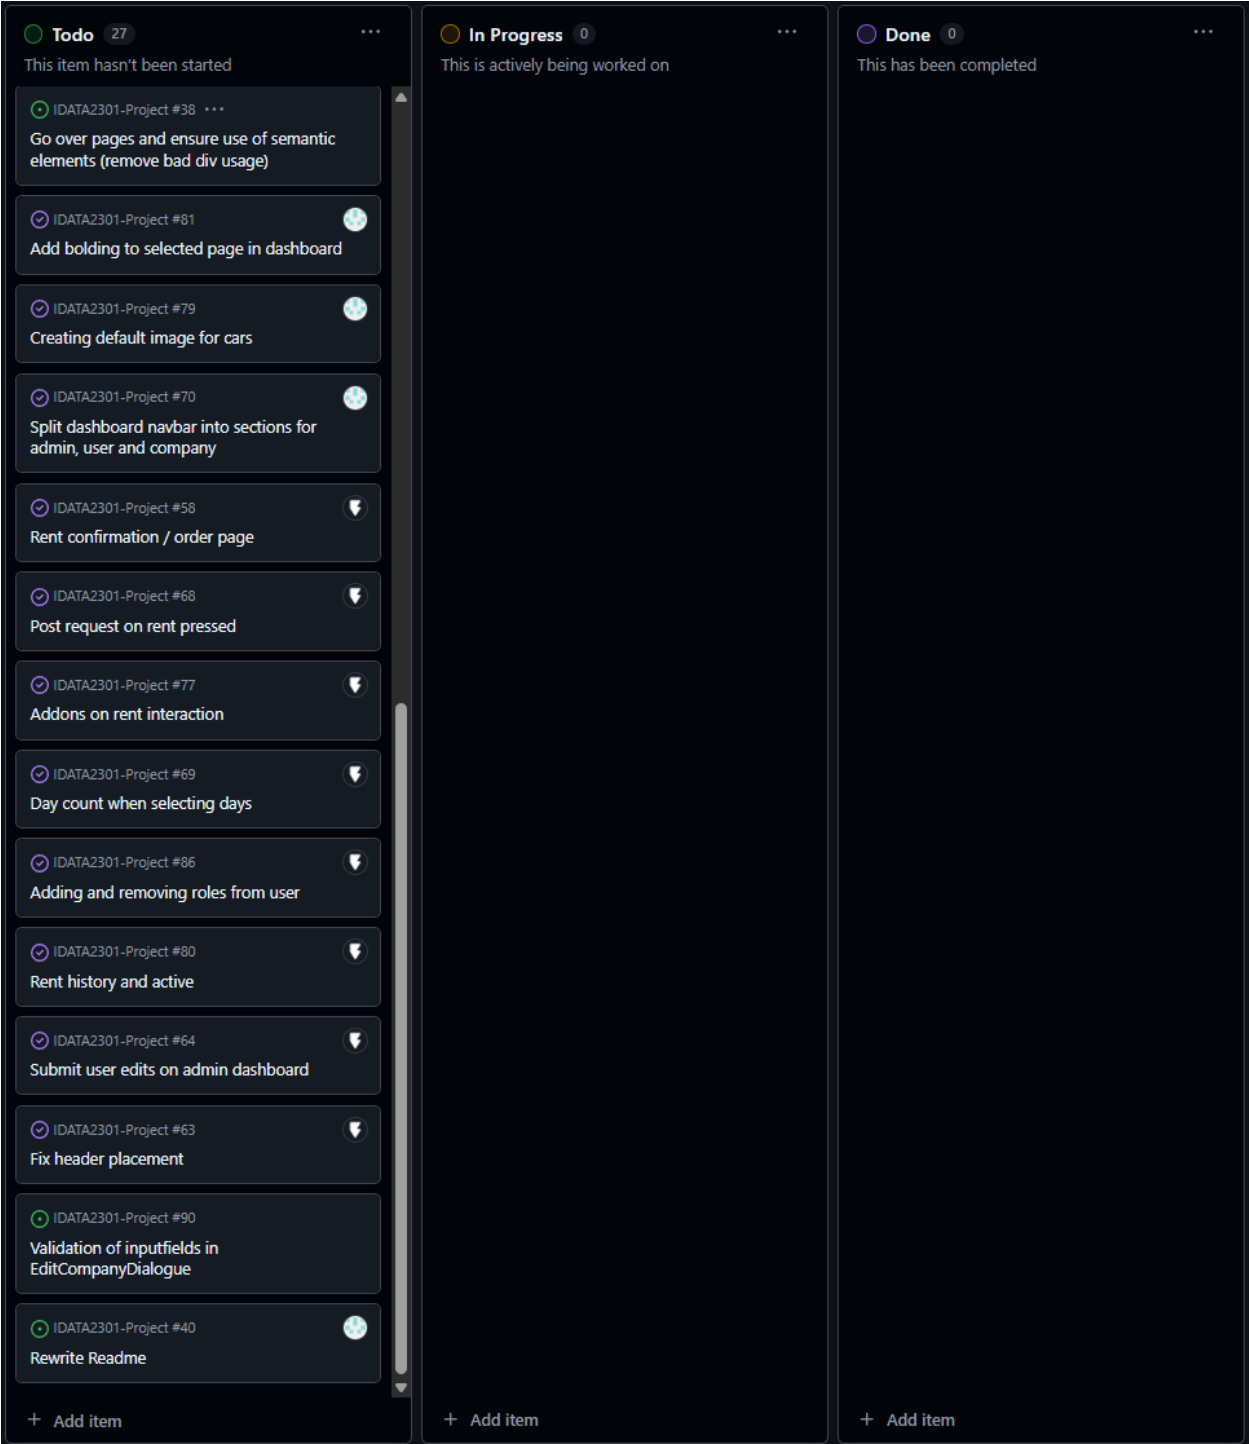 Todo 27
This item hasn't been started
IDATA2301-Project #38
Go over pages and ensure use of semantic
elements (remove bad div usage)
IDATA2301-Project #81
Add bolding to selected page in dashboard
IDATA2301-Project #79
Creating default image for cars
IDATA2301-Project #70
Split dashboard navbar into sections for
admin, user and company
IDATA2301-Project #58
Rent confirmation / order page
IDATA2301-Project #68
Post request on rent pressed
IDATA2301-Project #77
Addons on rent interaction
IDATA2301-Project #69
Day count when selecting days
IDATA2301-Project #86
Adding and removing roles from user
IDATA2301-Project #80
Rent history and active
IDATA2301-Project #64
Submit user edits on admin dashboard
IDATA2301-Project #63
Fix header placement
IDATA2301-Project #90
Validation of inputfields in
EditCompanyDialogue
IDATA2301-Project #40
Rewrite Readme
+ Add item
In Progress 0
This is actively being worked on
+ Add item
Done 0
This has been completed
+ Add item